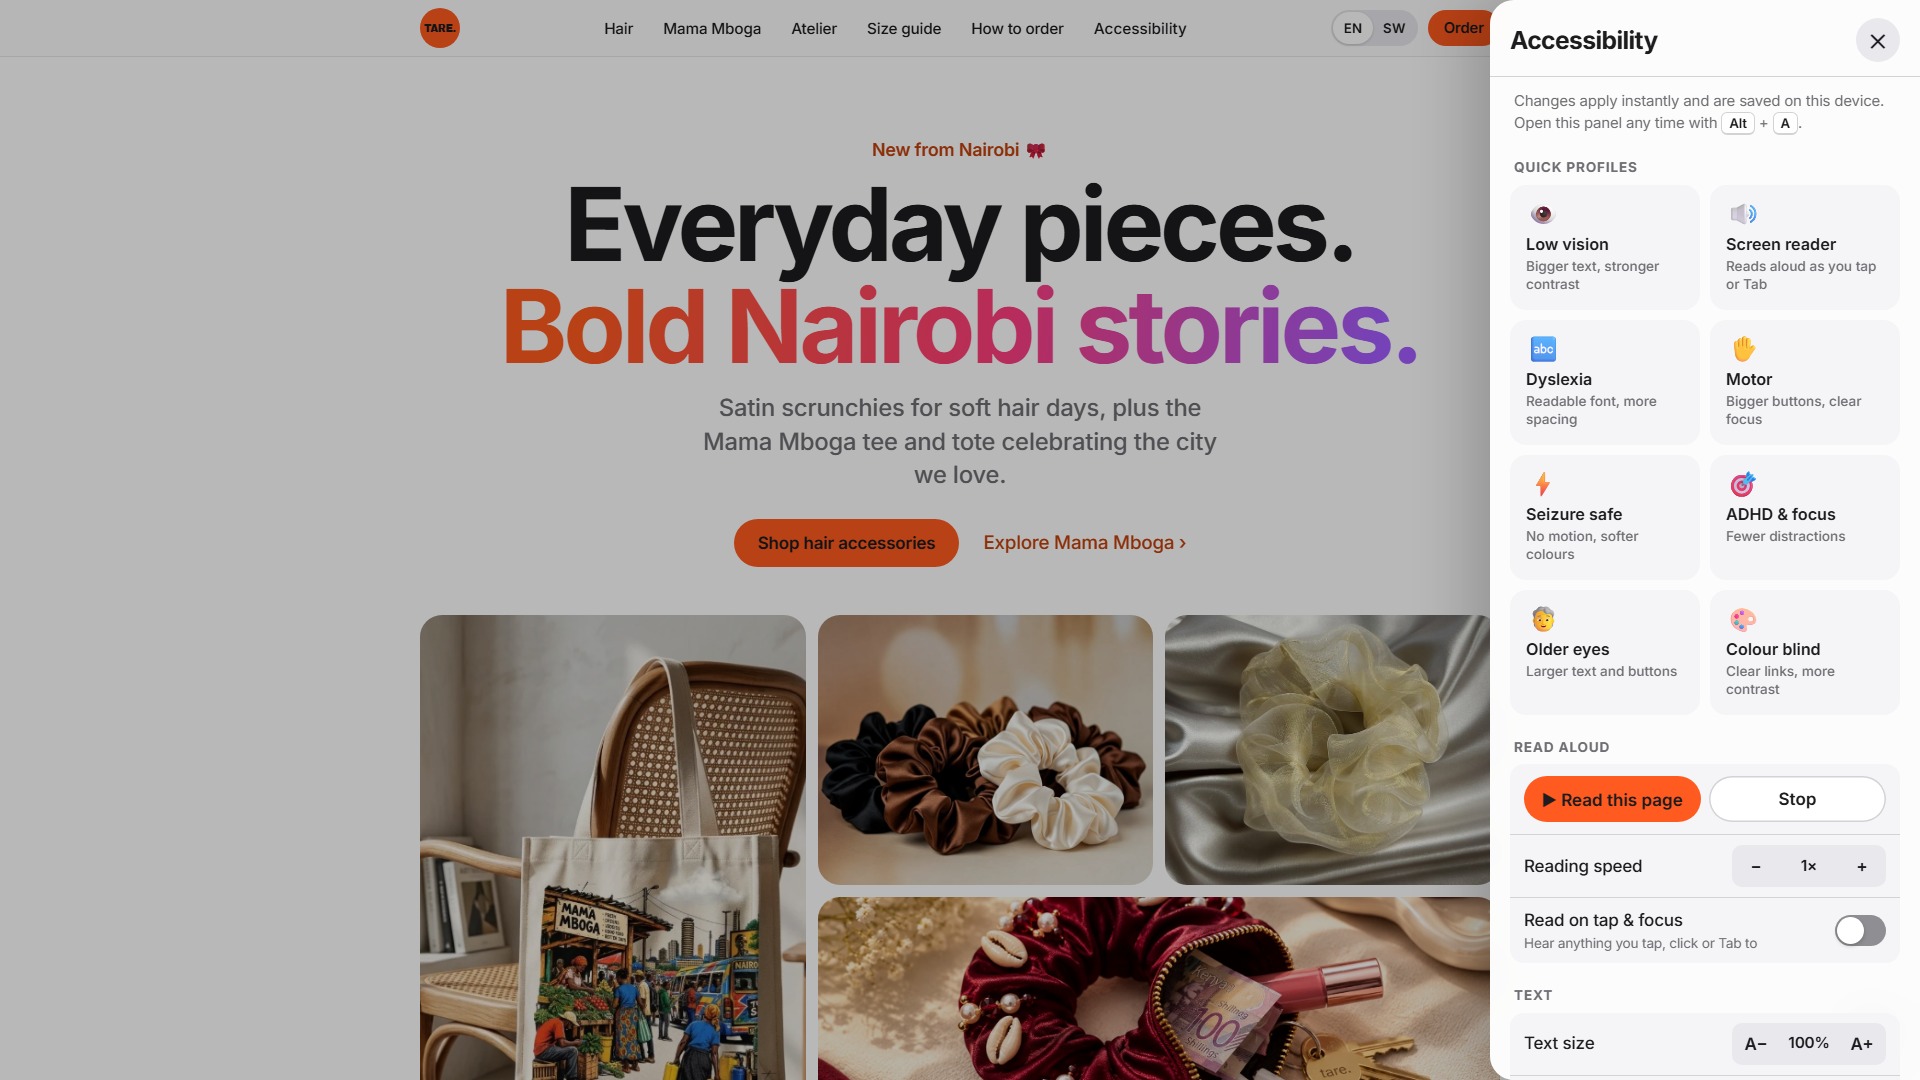 TARE.
Hair
Mama Mboga
Atelier
Size guide
How to order
Accessibility
EN
SW
Order
New from Nairobi
Everyday pieces.
Bold Nairobi stories.
Satin scrunchies for soft hair days, plus the
Mama Mboga tee and tote celebrating the city
we love.
Shop hair accessories
Explore Mama Mboga ›
MAMA
MBOGA
NAIRO
Kenya
Shillings
100
Shillings
tare.
Accessibility
Changes apply instantly and are saved on this device.
Open this panel any time with Alt + A.
QUICK PROFILES
Low vision
Bigger text, stronger
contrast
Screen reader
Reads aloud as you tap
or Tab
abc
Dyslexia
Readable font, more
spacing
Motor
Bigger buttons, clear
focus
Seizure safe
No motion, softer
colours
ADHD & focus
Fewer distractions
Older eyes
Larger text and buttons
Colour blind
Clear links, more
contrast
READ ALOUD
▶ Read this page
Stop
Reading speed
− 1× +
Read on tap & focus
Hear anything you tap, click or Tab to
TEXT
Text size
A− 100% A+